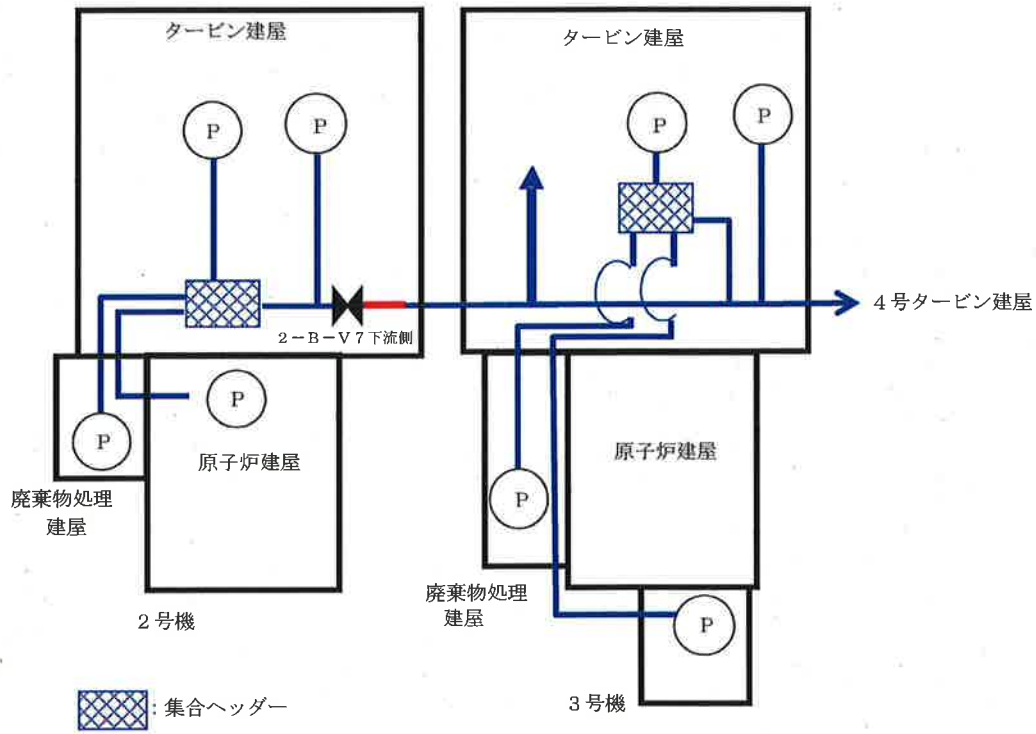 タービン建屋
タービン建屋
P
P
P
P
2-B-V7下流側
4号タービン建屋
P
P
原子炉建屋
原子炉建屋
廃棄物処理
建屋
P
廃棄物処理
建屋
P
2号機
3号機
:集合ヘッダー